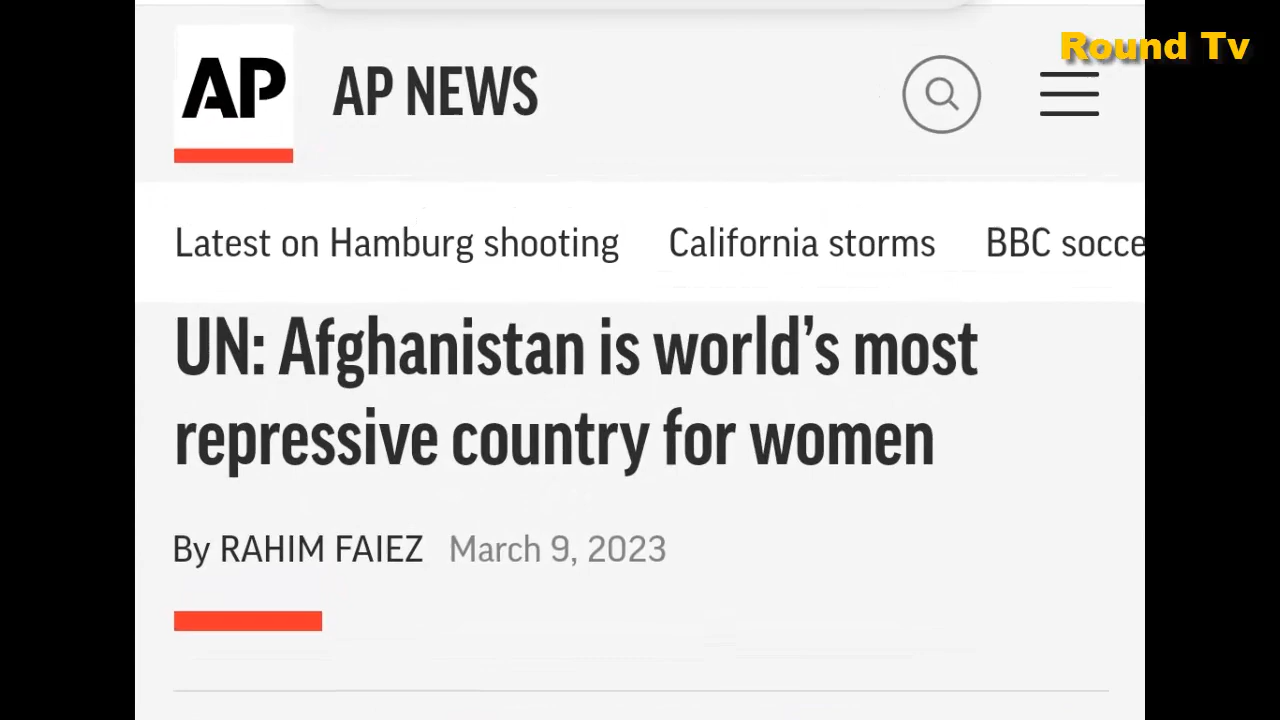 Round Tv
AP AP NEWS
Latest on Hamburg shooting California storms BBC socce
UN: Afghanistan is world’s most
repressive country for women
By RAHIM FAIEZ March 9, 2023